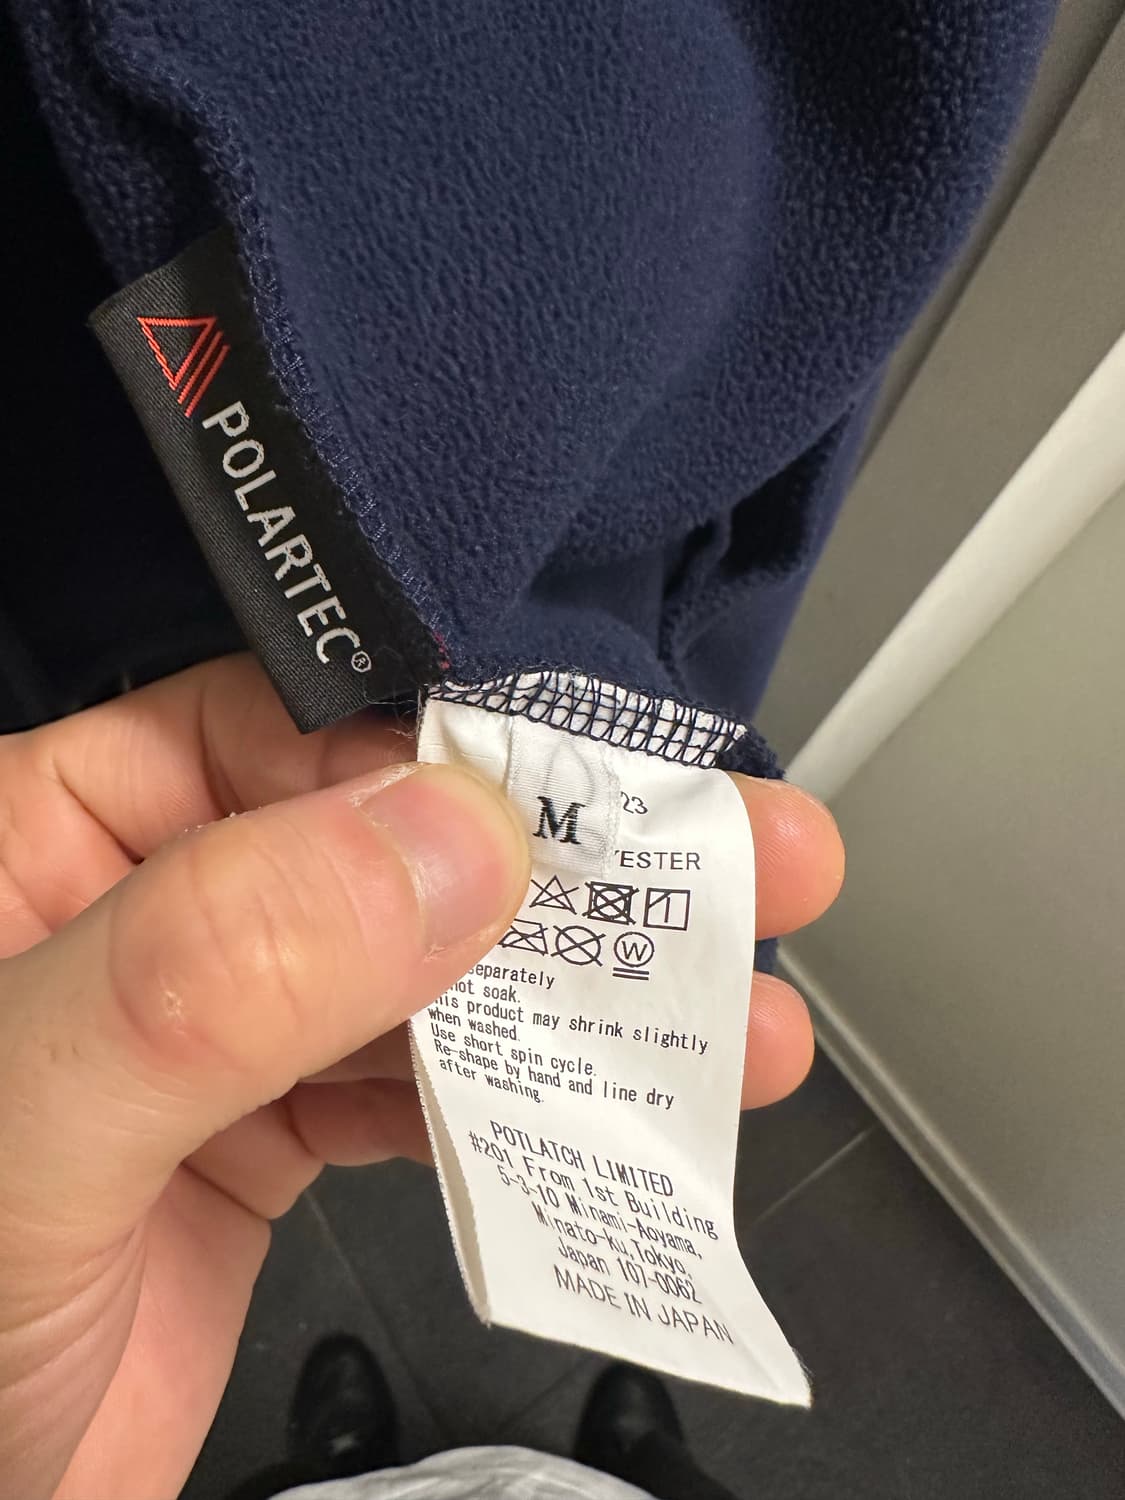 POLARTEC®
M
23
YESTER
W
separately
not soak.
his product may shrink slightly
when washed.
Use short spin cycle.
Re-shape by hand and line dry
after washing.
POTLATCH LIMITED
#201 From 1st Building
5-3-10 Minami-Aoyama,
Minato-ku,Tokyo,
Japan 107-0062
MADE IN JAPAN